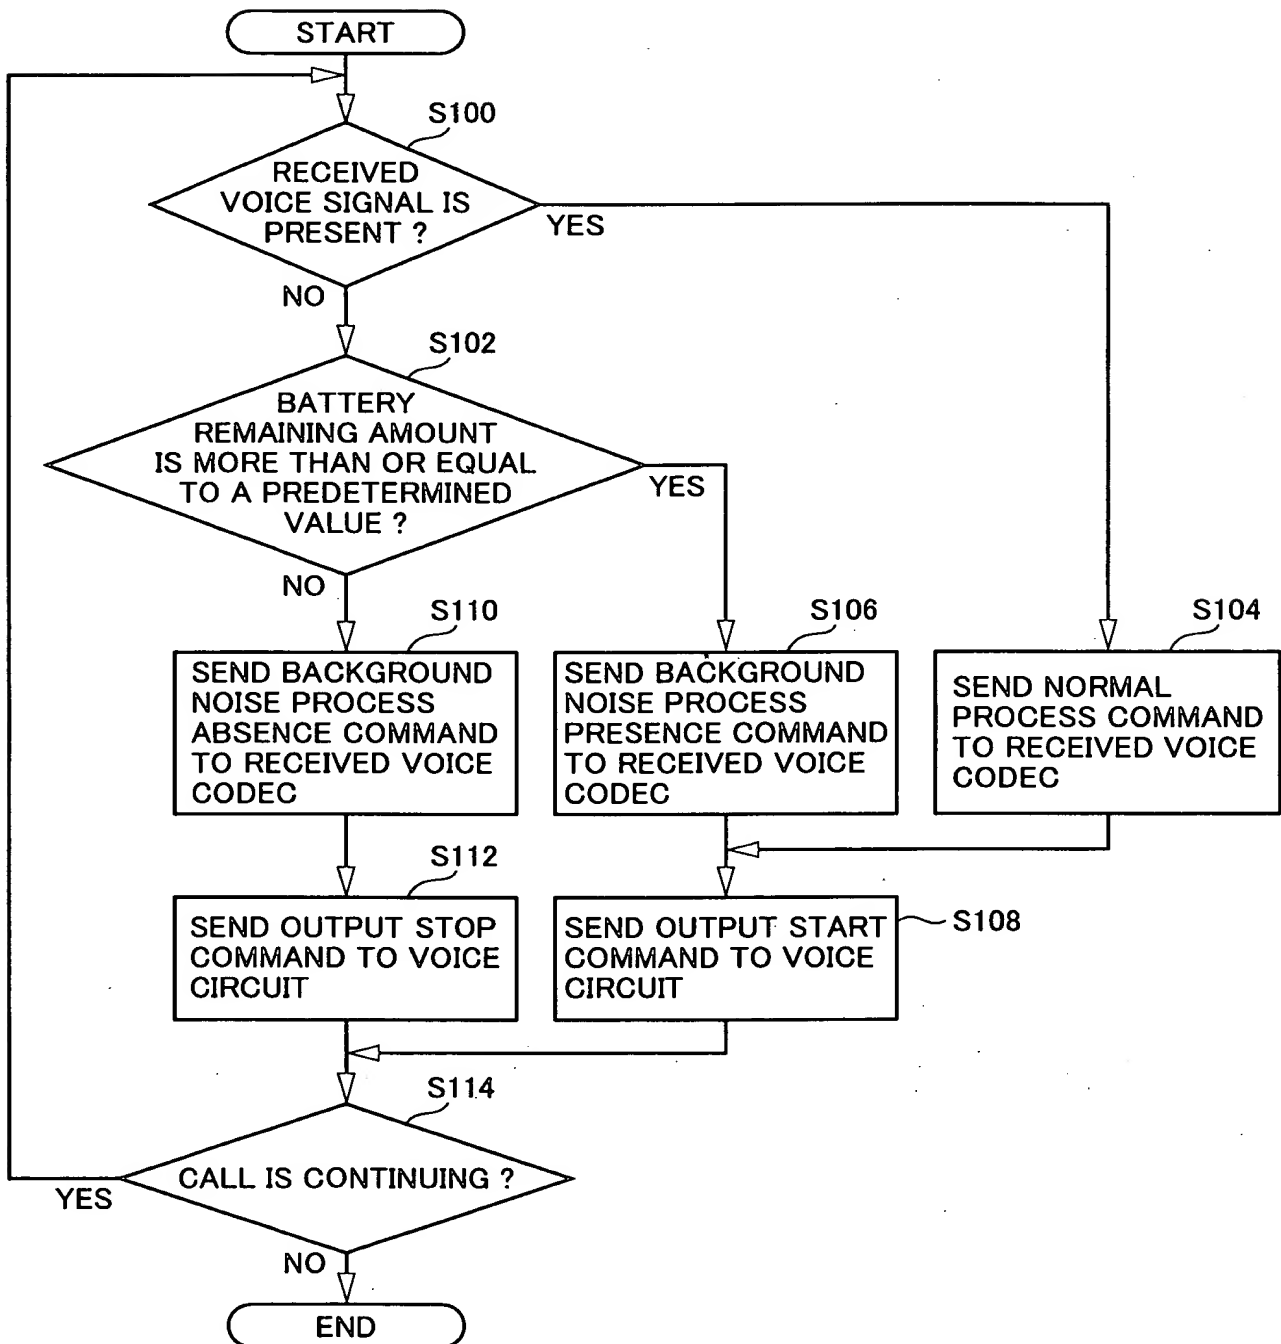 START
S100
RECEIVED
VOICE SIGNAL IS
PRESENT ?
YES
NO
S102
BATTERY
REMAINING AMOUNT
IS MORE THAN OR EQUAL
TO A PREDETERMINED
VALUE ?
YES
NO
S110
SEND BACKGROUND
NOISE PROCESS
ABSENCE COMMAND
TO RECEIVED VOICE
CODEC
S106
SEND BACKGROUND
NOISE PROCESS
PRESENCE COMMAND
TO RECEIVED VOICE
CODEC
S104
SEND NORMAL
PROCESS COMMAND
TO RECEIVED VOICE
CODEC
S112
SEND OUTPUT STOP
COMMAND TO VOICE
CIRCUIT
SEND OUTPUT START
COMMAND TO VOICE
CIRCUIT
S108
S114
CALL IS CONTINUING ?
YES
NO
END